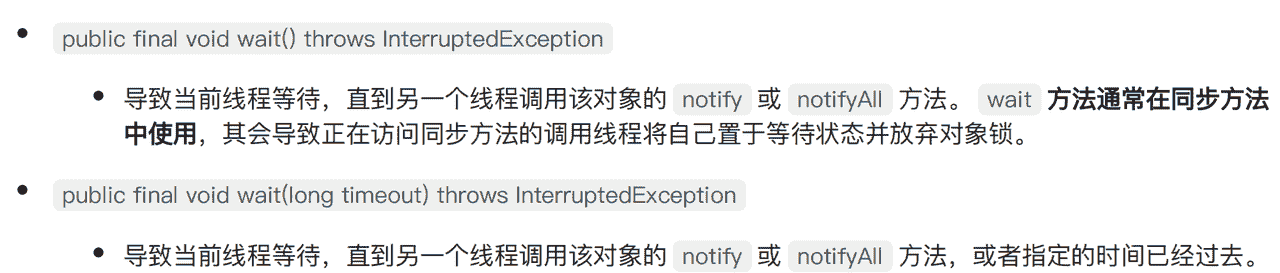 public final void wait() throws InterruptedException
导致当前线程等待，直到另一个线程调用该对象的 notify 或 notifyAll 方法。 wait 方法通常在同步方法
中使用，其会导致正在访问同步方法的调用线程将自己置于等待状态并放弃对象锁。
public final void wait(long timeout) throws InterruptedException
导致当前线程等待，直到另一个线程调用该对象的 notify 或 notifyAll 方法，或者指定的时间已经过去。